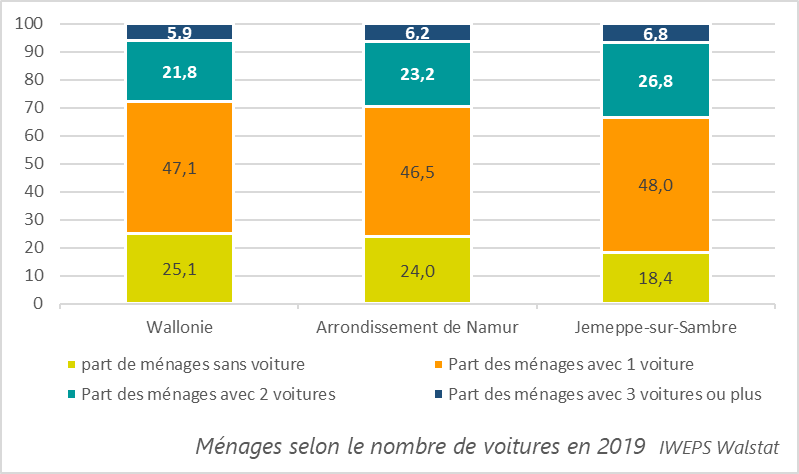 100
90
80
70
60
50
40
30
20
10
0
5,9
6,2
6,8
21,8
23,2
26,8
47,1
46,5
48,0
25,1
24,0
18,4
Wallonie
Arrondissement de Namur
Jemeppe-sur-Sambre
part de ménages sans voiture
Part des ménages avec 1 voiture
Part des ménages avec 2 voitures
Part des ménages avec 3 voitures ou plus
Ménages selon le nombre de voitures en 2019 IWEPS Walstat